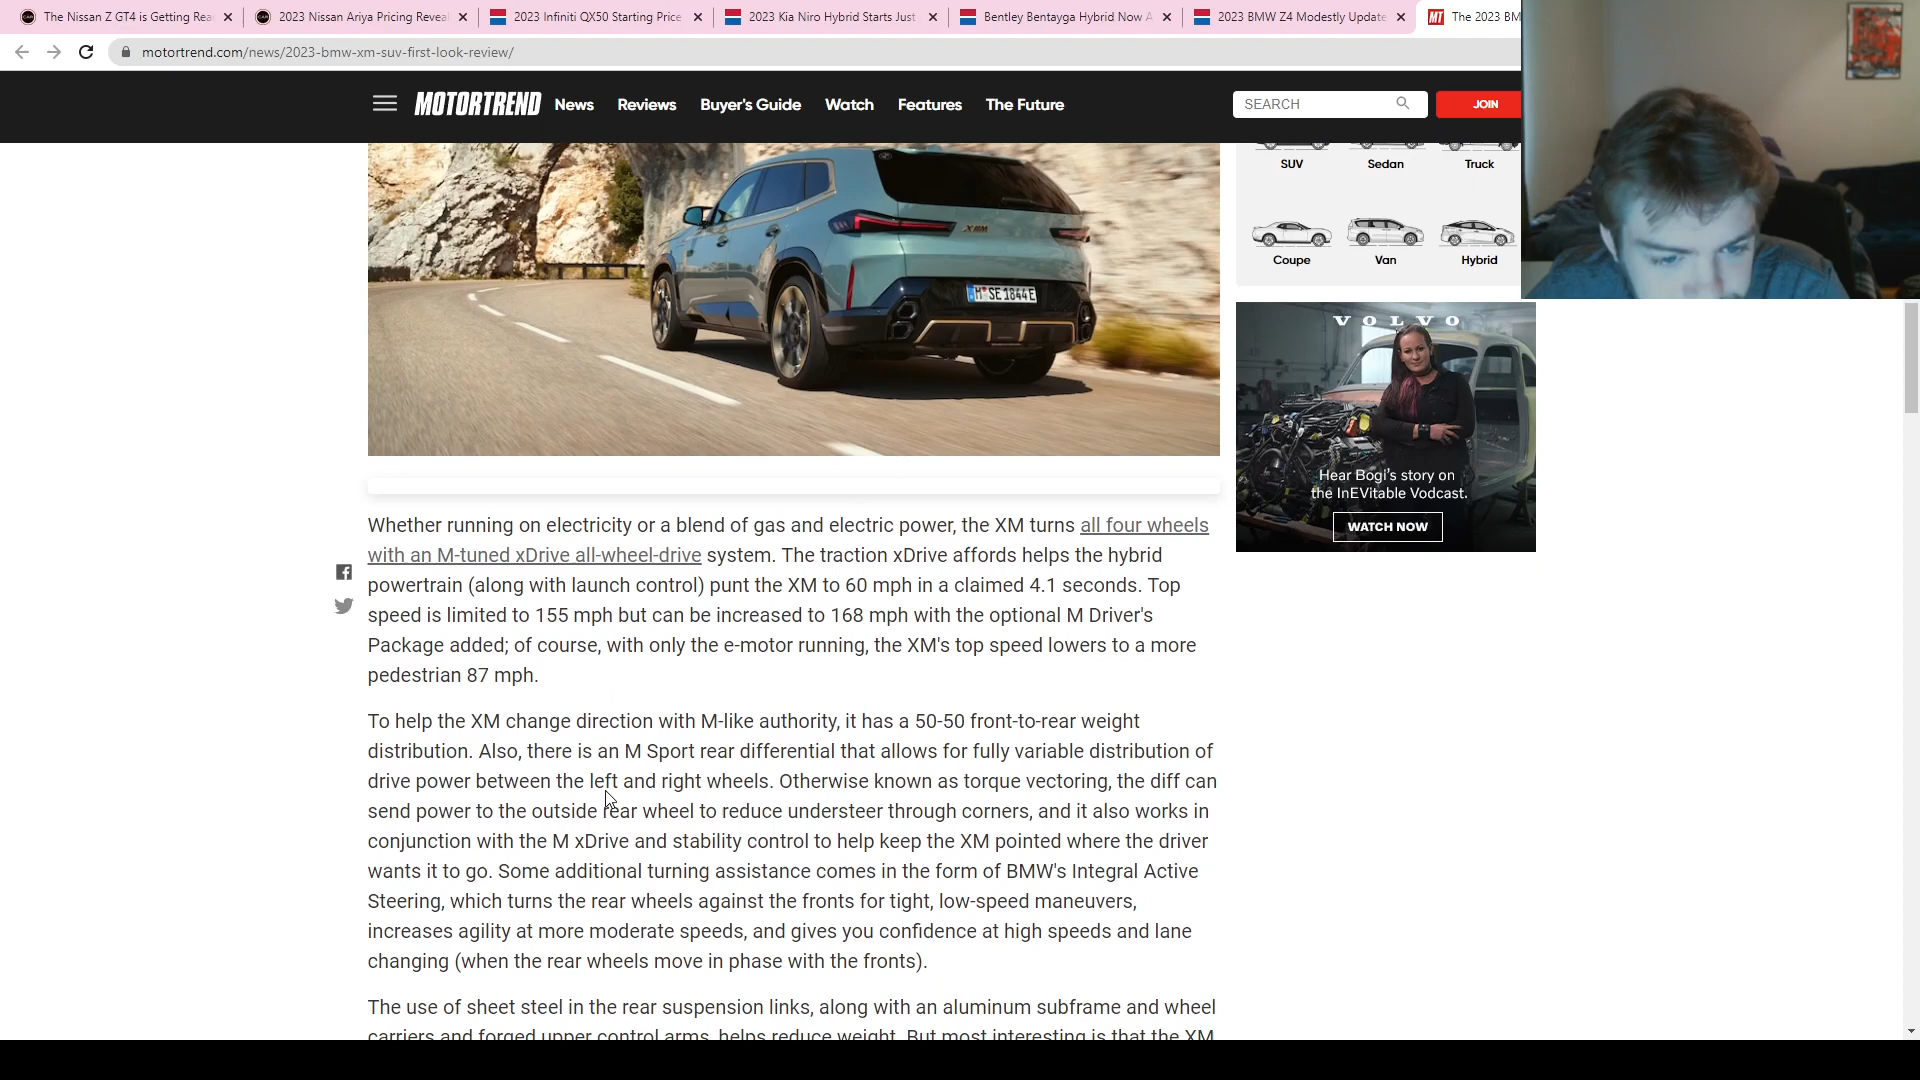 The Nissan Z GT4 is Getting Rea
2023 Nissan Ariya Pricing Reveal
2023 Infiniti QX50 Starting Price
2023 Kia Niro Hybrid Starts Just
Bentley Bentayga Hybrid Now A
2023 BMW Z4 Modestly Update
MT The 2023 BM
motortrend.com/news/2023-bmw-xm-suv-first-look-review/
MOTORTREND News Reviews Buyer's Guide Watch Features The Future
SEARCH
JOIN
SUV Sedan Truck
Coupe Van Hybrid
XM
M SE 1844E
VOLVO
Hear Bogi's story on
the InEVitable Vodcast.
WATCH NOW
Whether running on electricity or a blend of gas and electric power, the XM turns all four wheels
with an M-tuned xDrive all-wheel-drive system. The traction xDrive affords helps the hybrid
powertrain (along with launch control) punt the XM to 60 mph in a claimed 4.1 seconds. Top
speed is limited to 155 mph but can be increased to 168 mph with the optional M Driver's
Package added; of course, with only the e-motor running, the XM's top speed lowers to a more
pedestrian 87 mph.
To help the XM change direction with M-like authority, it has a 50-50 front-to-rear weight
distribution. Also, there is an M Sport rear differential that allows for fully variable distribution of
drive power between the left and right wheels. Otherwise known as torque vectoring, the diff can
send power to the outside rear wheel to reduce understeer through corners, and it also works in
conjunction with the M xDrive and stability control to help keep the XM pointed where the driver
wants it to go. Some additional turning assistance comes in the form of BMW's Integral Active
Steering, which turns the rear wheels against the fronts for tight, low-speed maneuvers,
increases agility at more moderate speeds, and gives you confidence at high speeds and lane
changing (when the rear wheels move in phase with the fronts).
The use of sheet steel in the rear suspension links, along with an aluminum subframe and wheel
carriers and forged upper control arms, helps reduce weight. But most interesting is that the XM